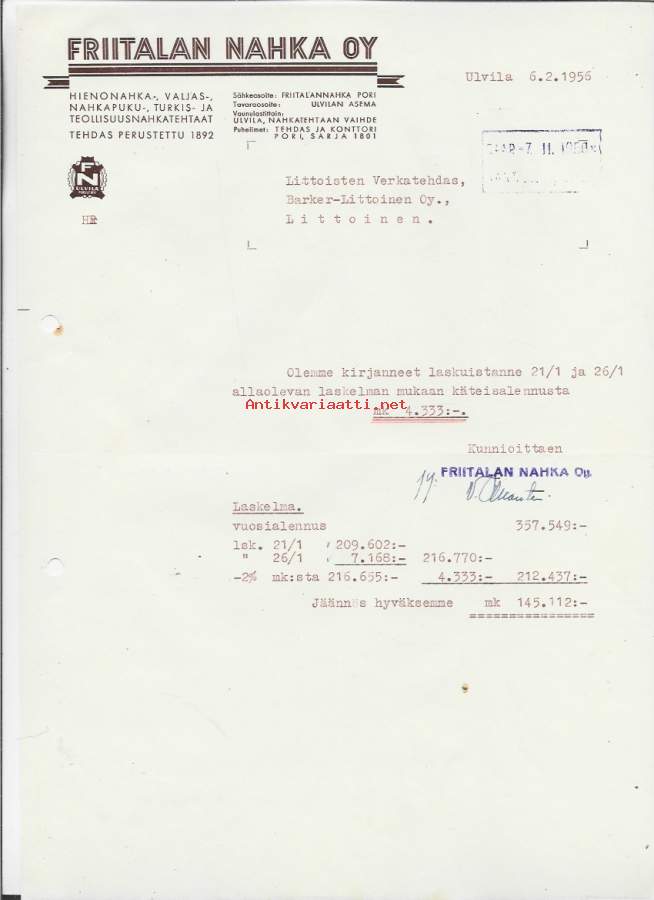 FRIITALAN NAHKA OY
HIENONAHKA-, VALJAS-,
NAHKAPUKU-, TURKIS- JA
TEOLLISUUSNAHKATEHTAAT
TEHDAS PERUSTETTU 1892
Sähkeosoite: FRIITALANNAHKA PORI
Tavaraosoite: ULVILAN ASEMA
Vaunulastittain:
ULVILA, NAHKATEHTAAN VAIHDE
Puhelimet: TEHDAS JA KONTTORI
PORI, SARJA 1801
Ulvila 6.2.1956
FN
ULVILA
Littoisten Verkatehdas,
Barker-Littoinen Oy.,
Littoinen.
Olemme kirjanneet laskuistanne 21/1 ja 26/1
allaolevan laskelman mukaan käteisalennusta
Antikvariaatti.net
mk 4.333:-.
Kunnioittaen
FRIITALAN NAHKA Oy.
Laskelma.
vuosialennus 357.549:-
lsk. 21/1 209.602:-
" 26/1 7.168:- 216.770:-
-2% mk:sta 216.655:- 4.333:- 212.437:-
Jäännös hyväksemme mk 145.112:-